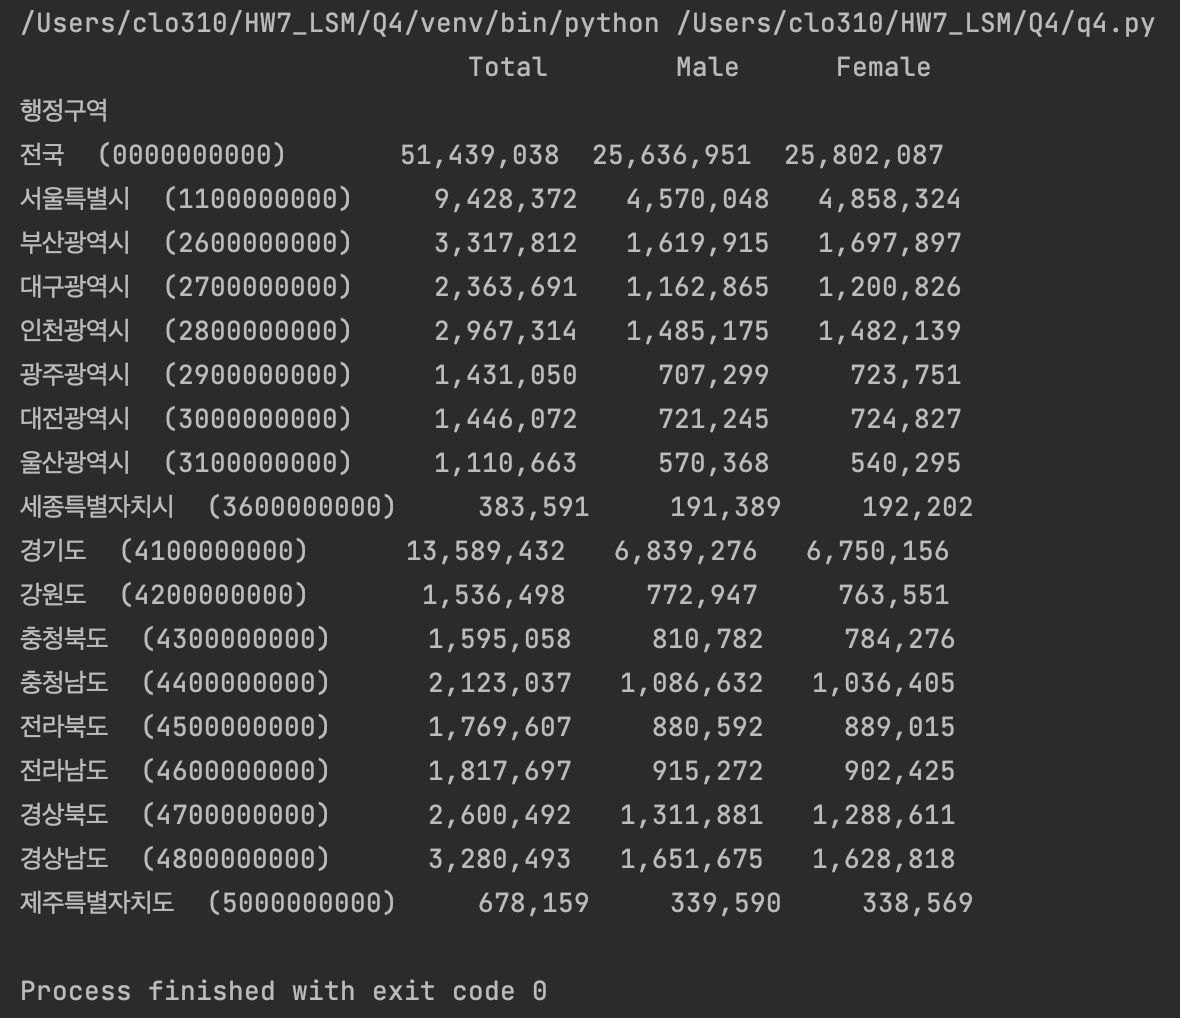 /Users/clo310/HW7_LSM/Q4/venv/bin/python /Users/clo310/HW7_LSM/Q4/q4.py
Total Male Female
행정구역
전국 (0000000000) 51,439,038 25,636,951 25,802,087
서울특별시 (1100000000) 9,428,372 4,570,048 4,858,324
부산광역시 (2600000000) 3,317,812 1,619,915 1,697,897
대구광역시 (2700000000) 2,363,691 1,162,865 1,200,826
인천광역시 (2800000000) 2,967,314 1,485,175 1,482,139
광주광역시 (2900000000) 1,431,050 707,299 723,751
대전광역시 (3000000000) 1,446,072 721,245 724,827
울산광역시 (3100000000) 1,110,663 570,368 540,295
세종특별자치시 (3600000000) 383,591 191,389 192,202
경기도 (4100000000) 13,589,432 6,839,276 6,750,156
강원도 (4200000000) 1,536,498 772,947 763,551
충청북도 (4300000000) 1,595,058 810,782 784,276
충청남도 (4400000000) 2,123,037 1,086,632 1,036,405
전라북도 (4500000000) 1,769,607 880,592 889,015
전라남도 (4600000000) 1,817,697 915,272 902,425
경상북도 (4700000000) 2,600,492 1,311,881 1,288,611
경상남도 (4800000000) 3,280,493 1,651,675 1,628,818
제주특별자치도 (5000000000) 678,159 339,590 338,569
Process finished with exit code 0